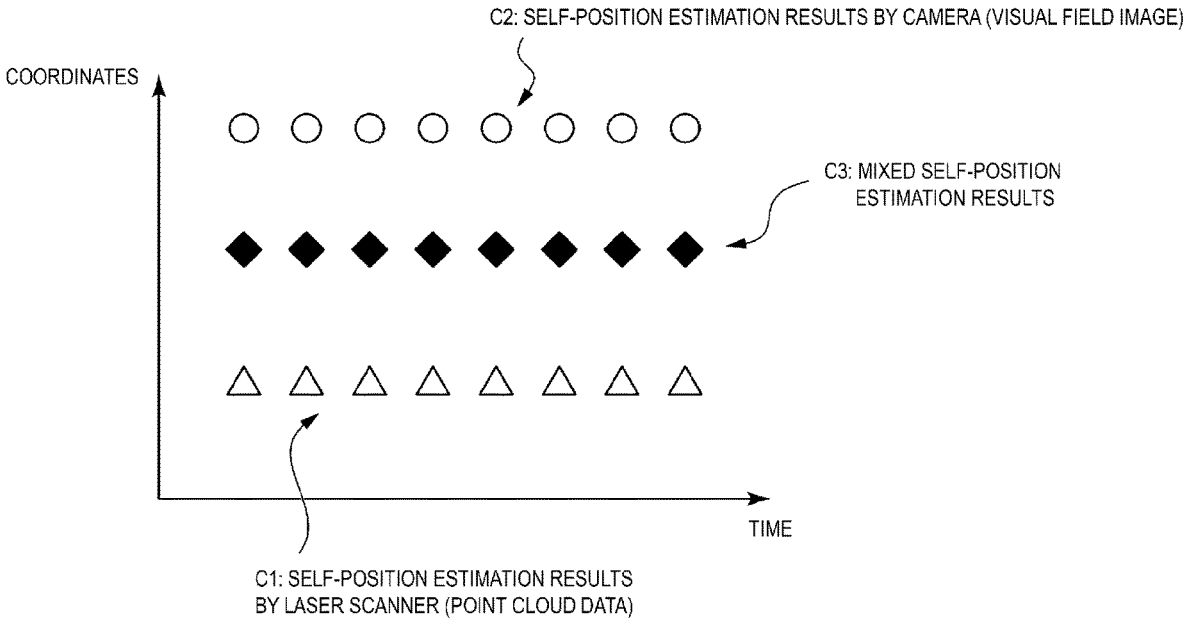 C2: SELF-POSITION ESTIMATION RESULTS BY CAMERA (VISUAL FIELD IMAGE)
COORDINATES
C3: MIXED SELF-POSITION
ESTIMATION RESULTS
TIME
C1: SELF-POSITION ESTIMATION RESULTS
BY LASER SCANNER (POINT CLOUD DATA)